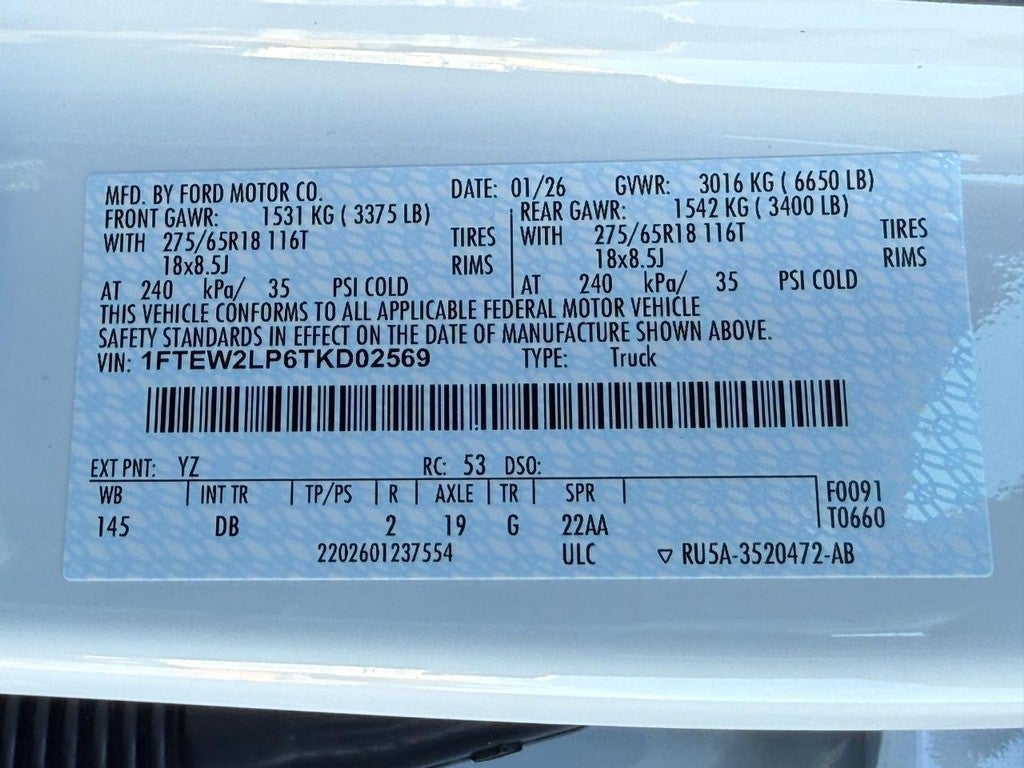 MFD. BY FORD MOTOR CO. DATE: 01/26 GVWR: 3016 KG ( 6650 LB)
FRONT GAWR: 1531 KG ( 3375 LB) REAR GAWR: 1542 KG ( 3400 LB)
WITH 275/65R18 116T TIRES WITH 275/65R18 116T TIRES
18x8.5J RIMS 18x8.5J RIMS
AT 240 kPa/ 35 PSI COLD AT 240 kPa/ 35 PSI COLD
THIS VEHICLE CONFORMS TO ALL APPLICABLE FEDERAL MOTOR VEHICLE
SAFETY STANDARDS IN EFFECT ON THE DATE OF MANUFACTURE SHOWN ABOVE.
VIN: 1FTEW2LP6TKD02569 TYPE: Truck
EXT PNT: YZ RC: 53 DSO:
WB INT TR TP/PS R AXLE TR SPR F0091
145 DB 2 19 G 22AA T0660
2202601237554 ULC ▽ RU5A-3520472-AB